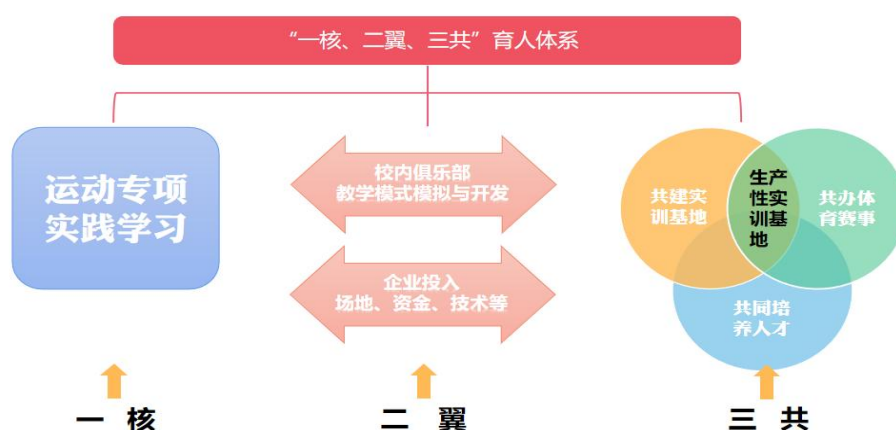 “一核、二翼、三共”育人体系
运动专项
实践学习
校内俱乐部
教学模式模拟与开发
企业投入
场地、资金、技术等
共建实
训基地
生产
性实
训基
地
共办体
育赛事
共同培
养人才
一 核
二 翼
三 共